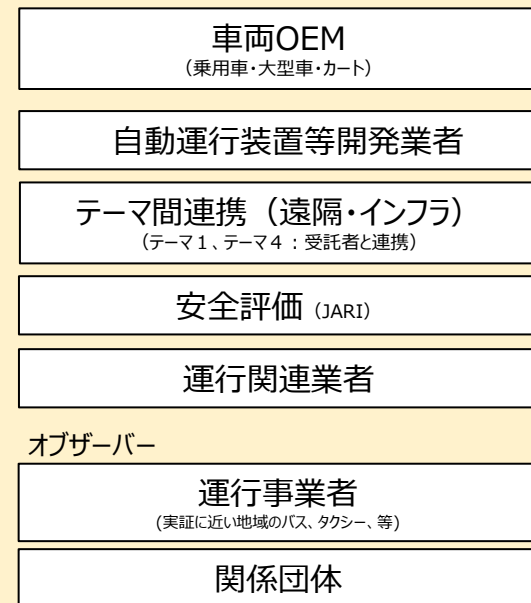 車両OEM
（乗用車・大型車・カート）
自動運行装置等開発業者
テーマ間連携（遠隔・インフラ）
（テーマ１、テーマ４：受託者と連携）
安全評価（JARI）
運行関連業者
オブザーバー
運行事業者
(実証に近い地域のバス、タクシー、等)
関係団体